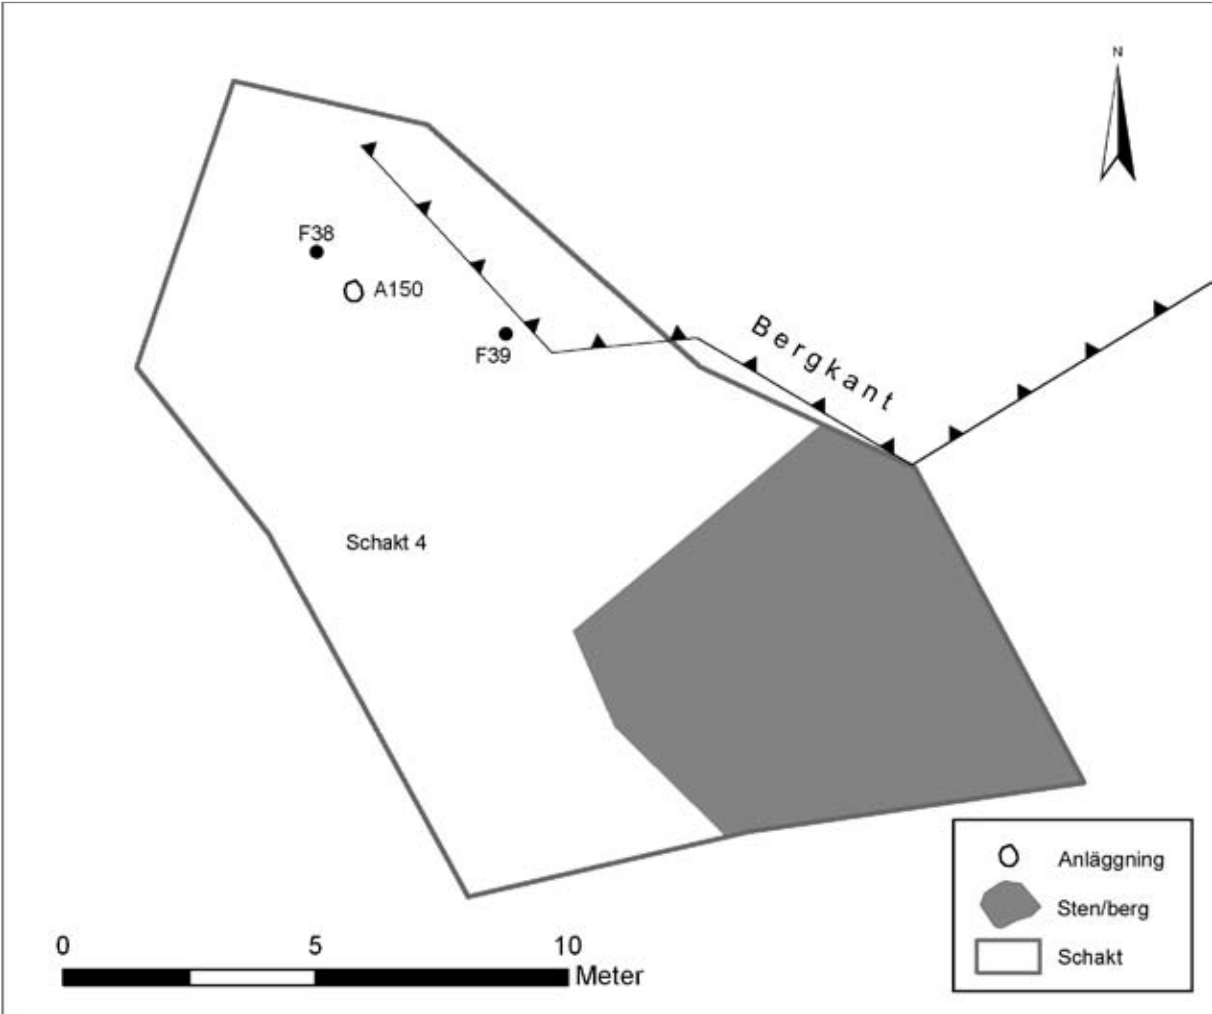 N
F38
A150
F39
Bergkant
Schakt 4
Anläggning
Sten/berg
Schakt
0 5 10
Meter